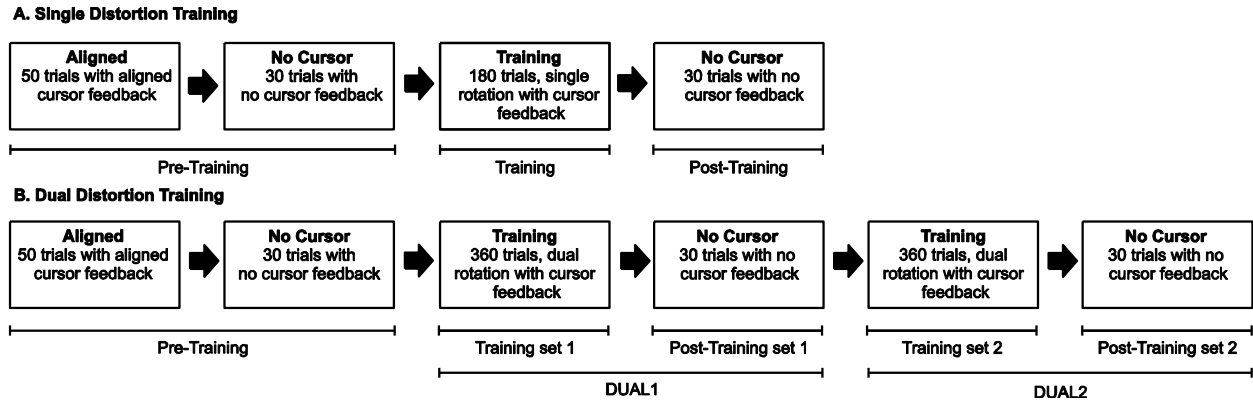 A. Single Distortion Training
Aligned
50 trials with aligned
cursor feedback
No Cursor
30 trials with
no cursor feedback
Training
180 trials, single
rotation with cursor
feedback
No Cursor
30 trials with no
cursor feedback
Pre-Training
Training
Post-Training
B. Dual Distortion Training
Aligned
50 trials with aligned
cursor feedback
No Cursor
30 trials with
no cursor feedback
Training
360 trials, dual
rotation with cursor
feedback
No Cursor
30 trials with no
cursor feedback
Training
360 trials, dual
rotation with cursor
feedback
No Cursor
30 trials with no
cursor feedback
Pre-Training
Training set 1
Post-Training set 1
Training set 2
Post-Training set 2
DUAL1
DUAL2